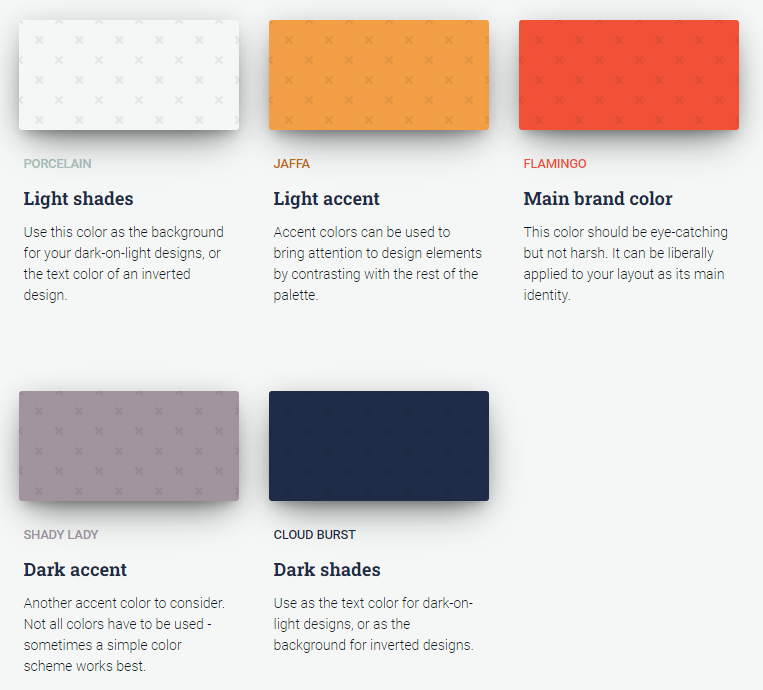 PORCELAIN
Light shades
Use this color as the background
for your dark-on-light designs, or
the text color of an inverted
design.
JAFFA
Light accent
Accent colors can be used to
bring attention to design elements
by contrasting with the rest of the
palette.
FLAMINGO
Main brand color
This color should be eye-catching
but not harsh. It can be liberally
applied to your layout as its main
identity.
SHADY LADY
Dark accent
Another accent color to consider.
Not all colors have to be used -
sometimes a simple color
scheme works best.
CLOUD BURST
Dark shades
Use as the text color for dark-on-
light designs, or as the
background for inverted designs.